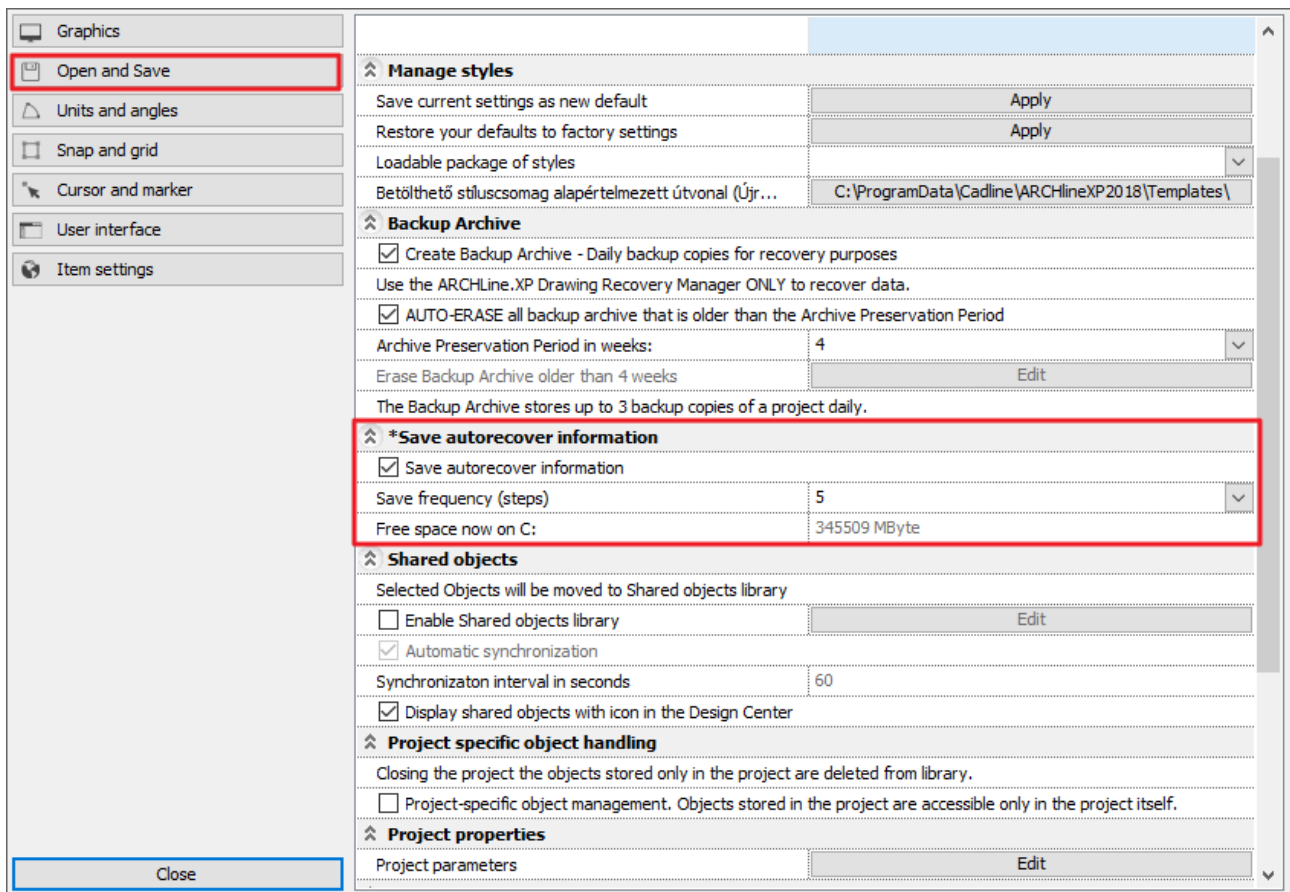 Graphics
Open and Save
Units and angles
Snap and grid
Cursor and marker
User interface
Item settings
Close
Manage styles
Save current settings as new default Apply
Restore your defaults to factory settings Apply
Loadable package of styles
Betölthető stíluscsomag alapértelmezett útvonal (Újr... C:\ProgramData\Cadline\ARCHlineXP2018\Templates\
Backup Archive
Create Backup Archive - Daily backup copies for recovery purposes
Use the ARCHLine.XP Drawing Recovery Manager ONLY to recover data.
AUTO-ERASE all backup archive that is older than the Archive Preservation Period
Archive Preservation Period in weeks: 4
Erase Backup Archive older than 4 weeks Edit
The Backup Archive stores up to 3 backup copies of a project daily.
*Save autorecover information
Save autorecover information
Save frequency (steps) 5
Free space now on C: 345509 MByte
Shared objects
Selected Objects will be moved to Shared objects library
Enable Shared objects library Edit
Automatic synchronization
Synchronizaton interval in seconds 60
Display shared objects with icon in the Design Center
Project specific object handling
Closing the project the objects stored only in the project are deleted from library.
Project-specific object management. Objects stored in the project are accessible only in the project itself.
Project properties
Project parameters Edit